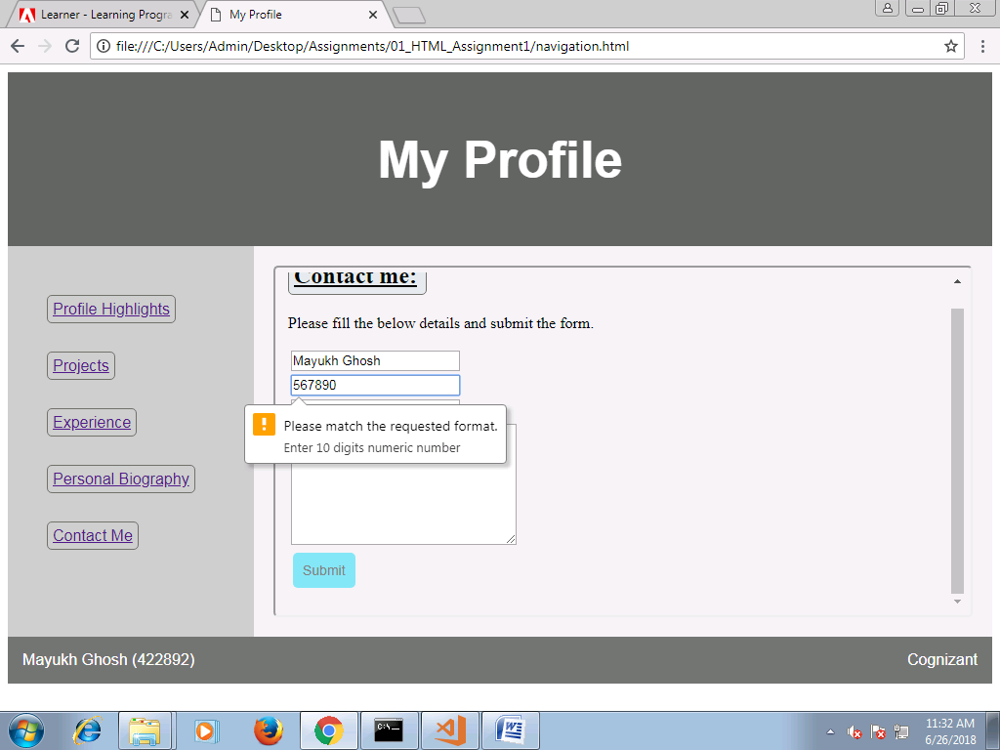 Learner - Learning Progra
My Profile
file:///C:/Users/Admin/Desktop/Assignments/01_HTML_Assignment1/navigation.html
My Profile
Profile Highlights
Projects
Experience
Personal Biography
Contact Me
Contact me:
Please fill the below details and submit the form.
Mayukh Ghosh
567890
Please match the requested format.
Enter 10 digits numeric number
Submit
Mayukh Ghosh (422892)
Cognizant
11:32 AM
6/26/2018